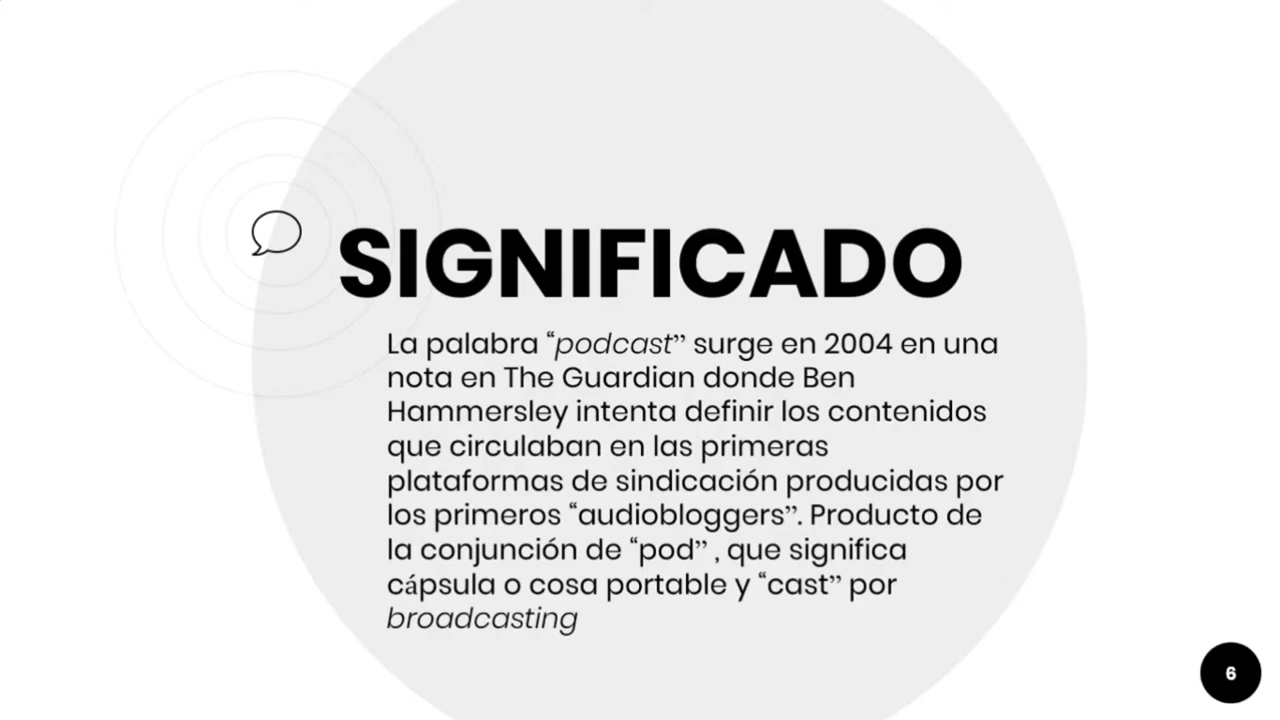 SIGNIFICADO
La palabra “podcast” surge en 2004 en una
nota en The Guardian donde Ben
Hammersley intenta definir los contenidos
que circulaban en las primeras
plataformas de sindicación producidas por
los primeros “audiobloggers”. Producto de
la conjunción de “pod” , que significa
cápsula o cosa portable y “cast” por
broadcasting
6